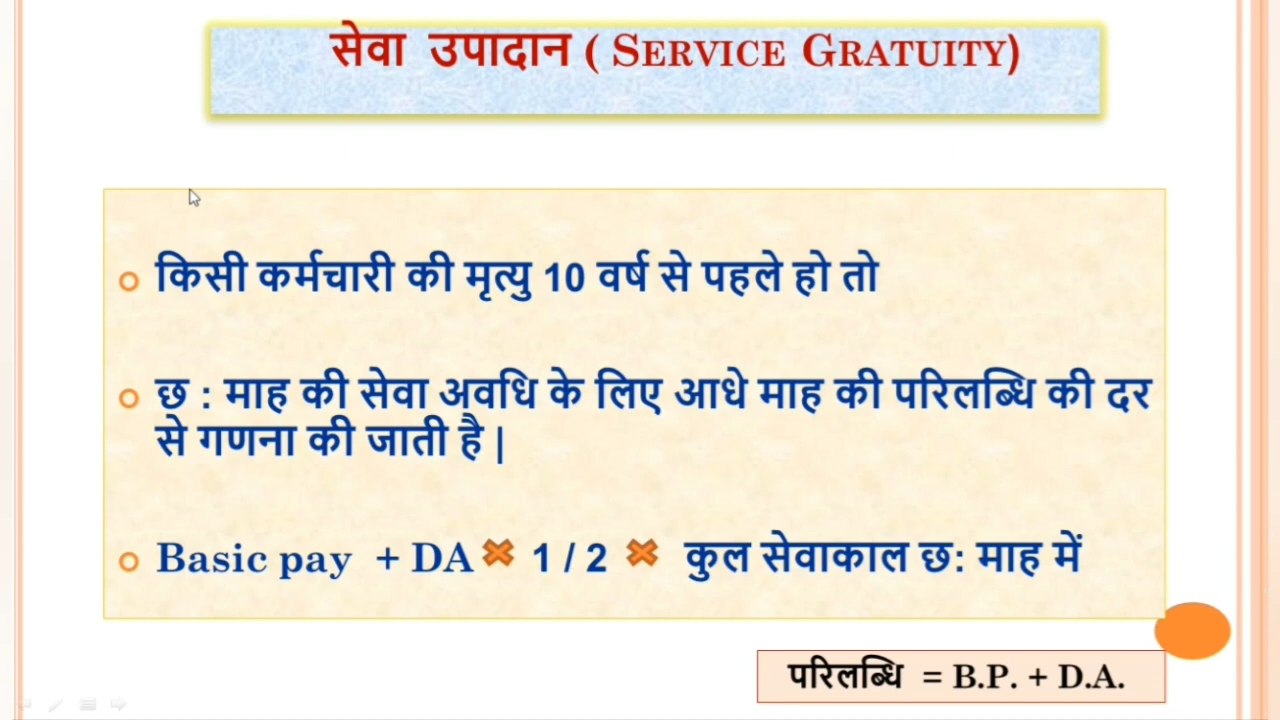 सेवा उपादान ( SERVICE GRATUITY)
किसी कर्मचारी की मृत्यु 10 वर्ष से पहले हो तो
छ : माह की सेवा अवधि के लिए आधे माह की परिलब्धि की दर
से गणना की जाती है |
Basic pay + DA ✖ 1 / 2 ✖ कुल सेवाकाल छ: माह में
परिलब्धि = B.P. + D.A.